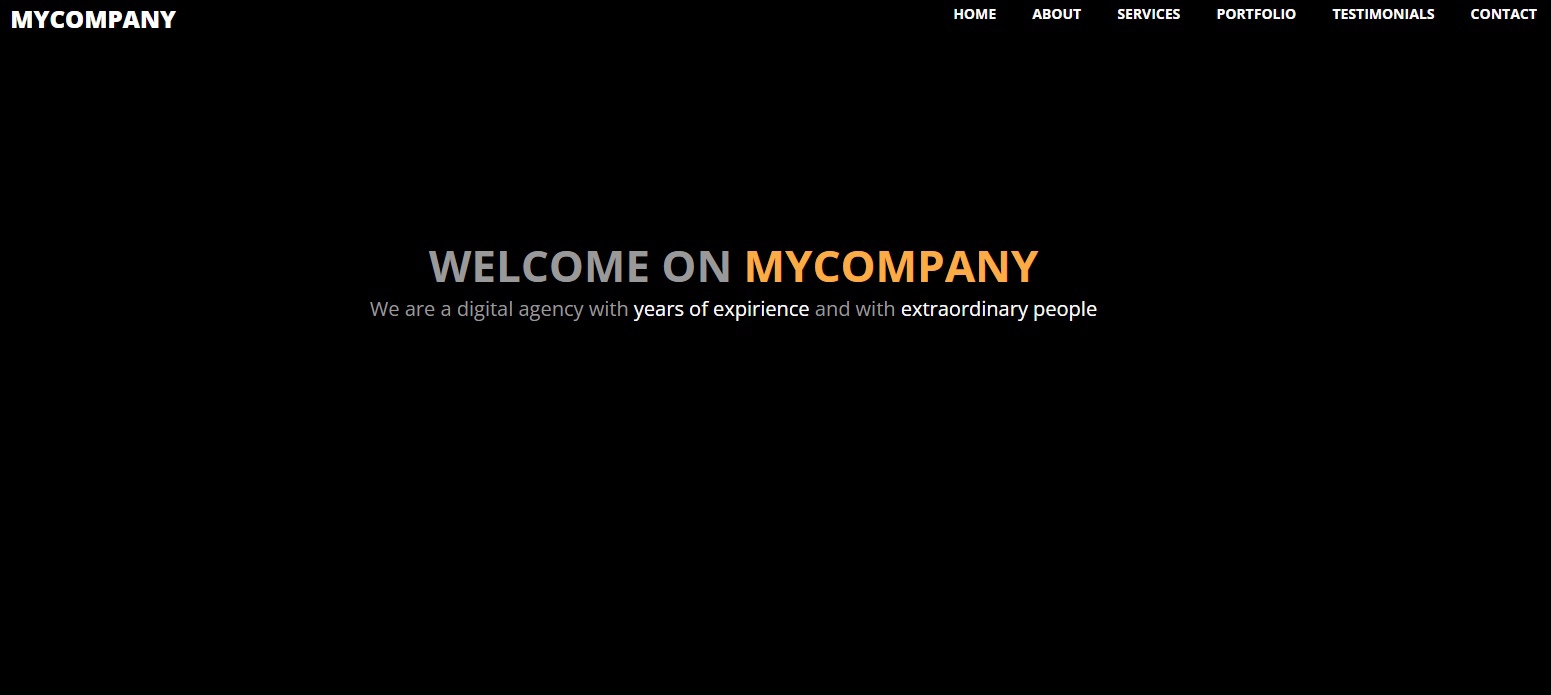 MYCOMPANY
HOME ABOUT SERVICES PORTFOLIO TESTIMONIALS CONTACT
WELCOME ON MYCOMPANY
We are a digital agency with years of expirience and with extraordinary people